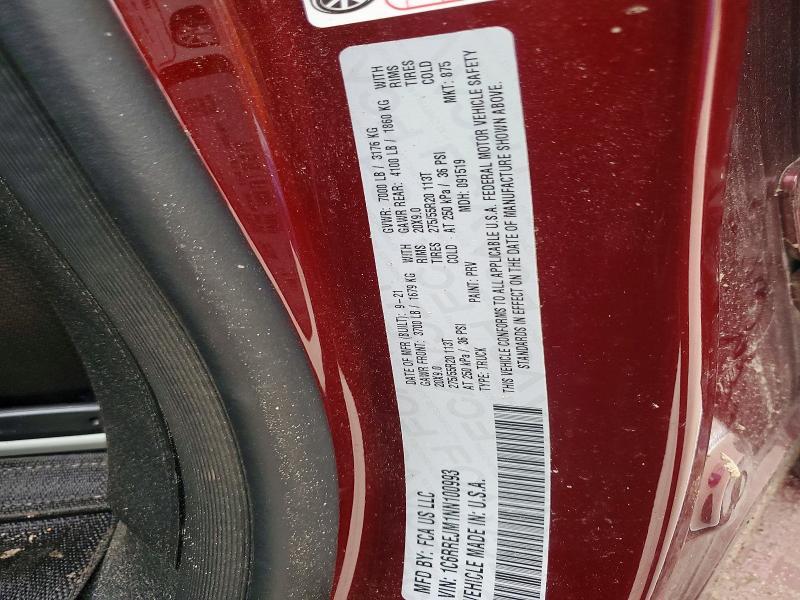 MFD BY: FCA US LLC
DATE OF MFR (BUILT): 9-21 GVWR: 7000 LB / 3176 KG
GAWR FRONT: 3700 LB / 1679 KG WITH GAWR REAR: 4100 LB / 1860 KG WITH
20X9.0 RIMS 20X9.0 RIMS
275/55R20 113T TIRES 275/55R20 113T TIRES
AT 250 kPa / 36 PSI COLD AT 250 kPa / 36 PSI COLD
VIN: 1C6RREJM1NN100993 TYPE: TRUCK PAINT: PRV MDH: 091519 MKT: 875
VEHICLE MADE IN: U.S.A.
THIS VEHICLE CONFORMS TO ALL APPLICABLE U.S.A. FEDERAL MOTOR VEHICLE SAFETY
STANDARDS IN EFFECT ON THE DATE OF MANUFACTURE SHOWN ABOVE.